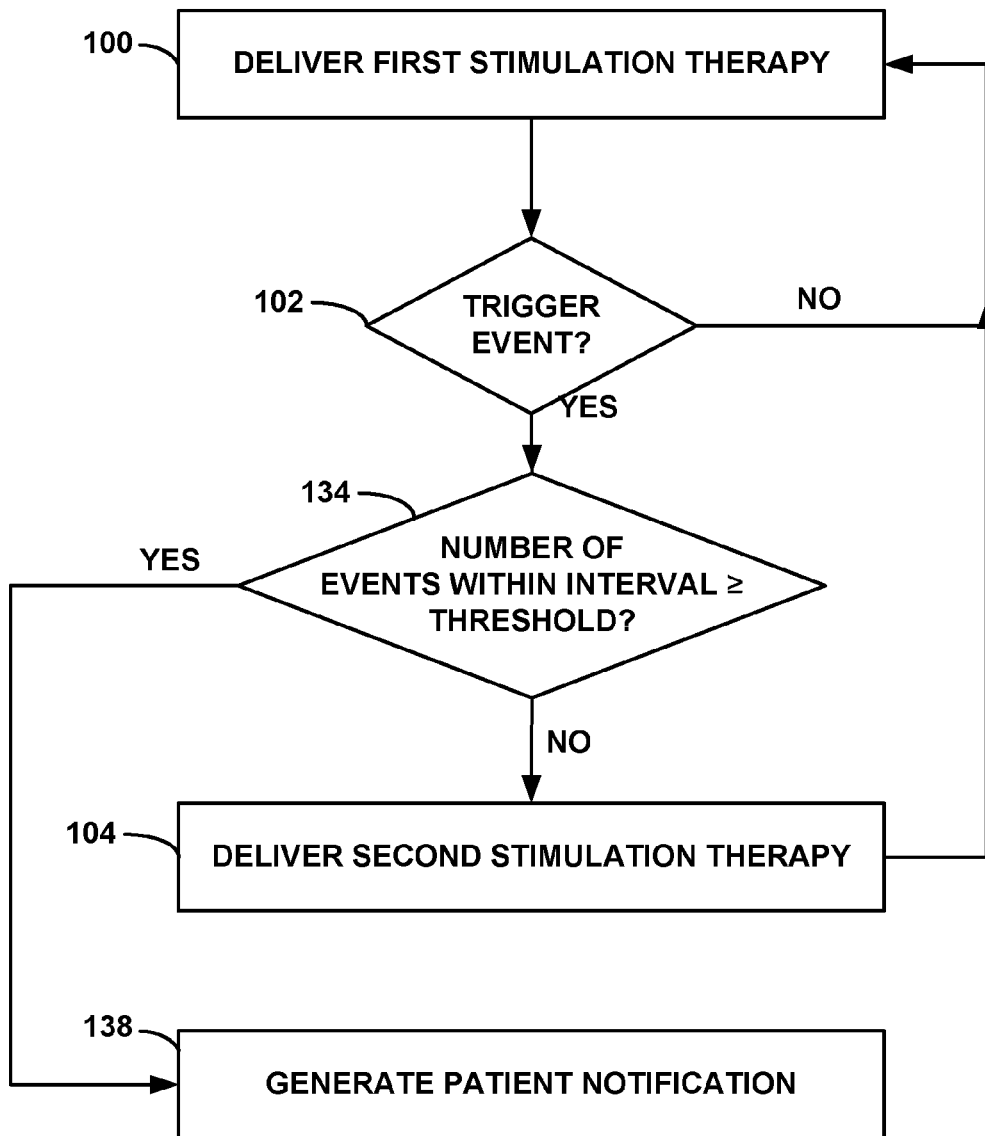 100
DELIVER FIRST STIMULATION THERAPY
102
TRIGGER
EVENT?
NO
YES
134
YES
NUMBER OF
EVENTS WITHIN INTERVAL ≥
THRESHOLD?
NO
104
DELIVER SECOND STIMULATION THERAPY
138
GENERATE PATIENT NOTIFICATION